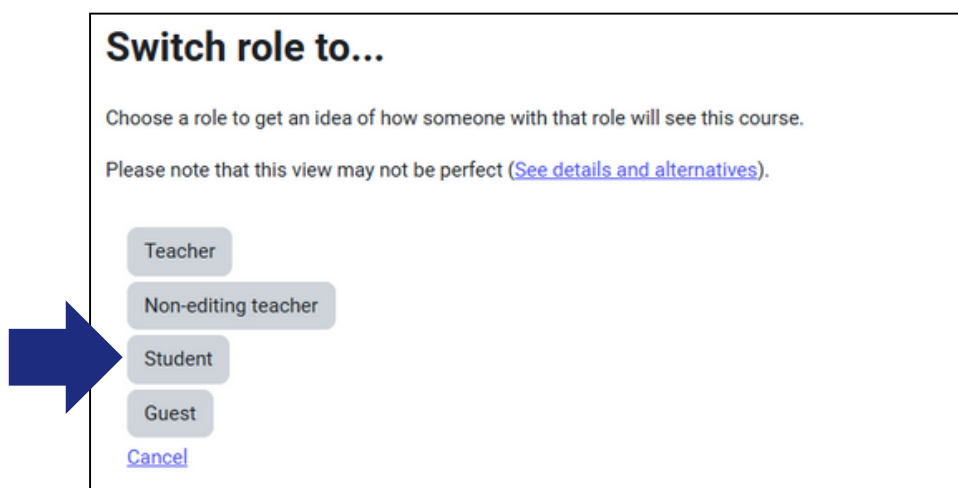 Switch role to...
Choose a role to get an idea of how someone with that role will see this course.
Please note that this view may not be perfect (See details and alternatives).
Teacher
Non-editing teacher
Student
Guest
Cancel